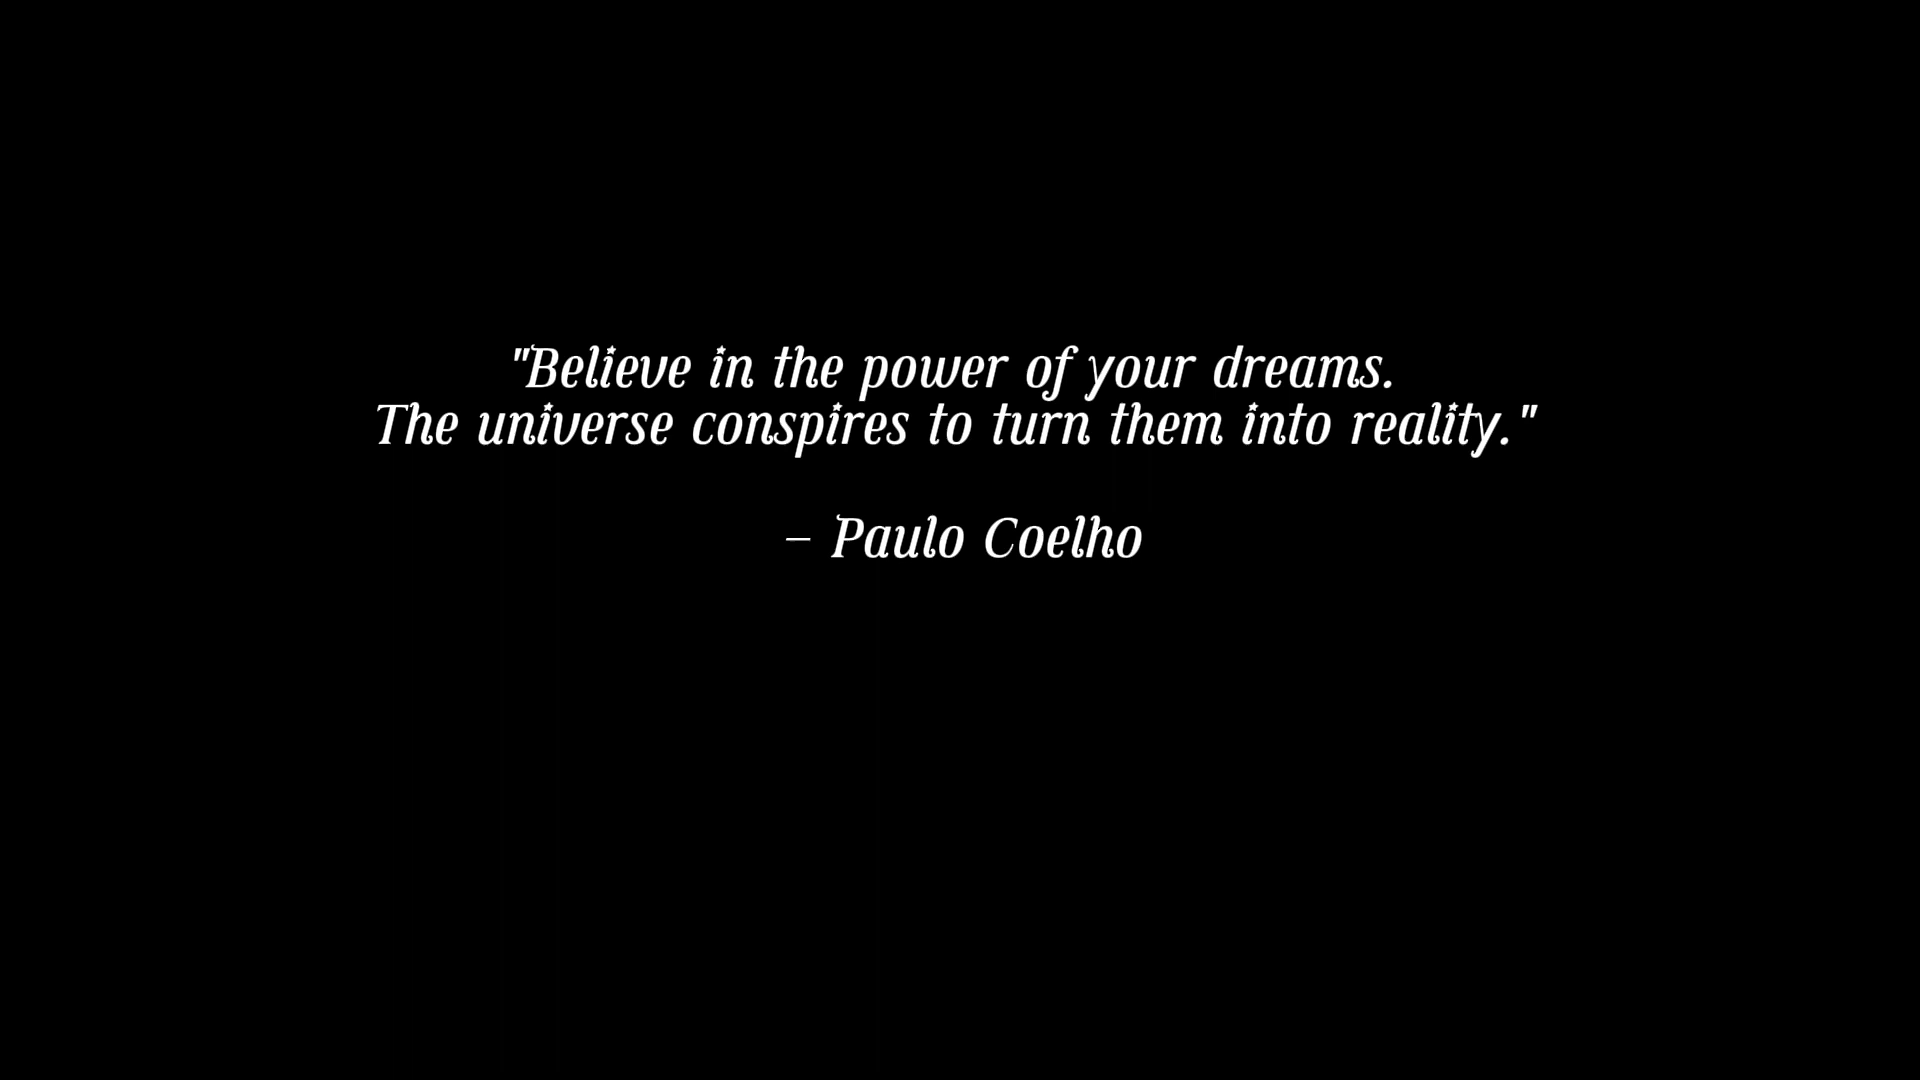 "Believe in the power of your dreams.
The universe conspires to turn them into reality."
– Paulo Coelho